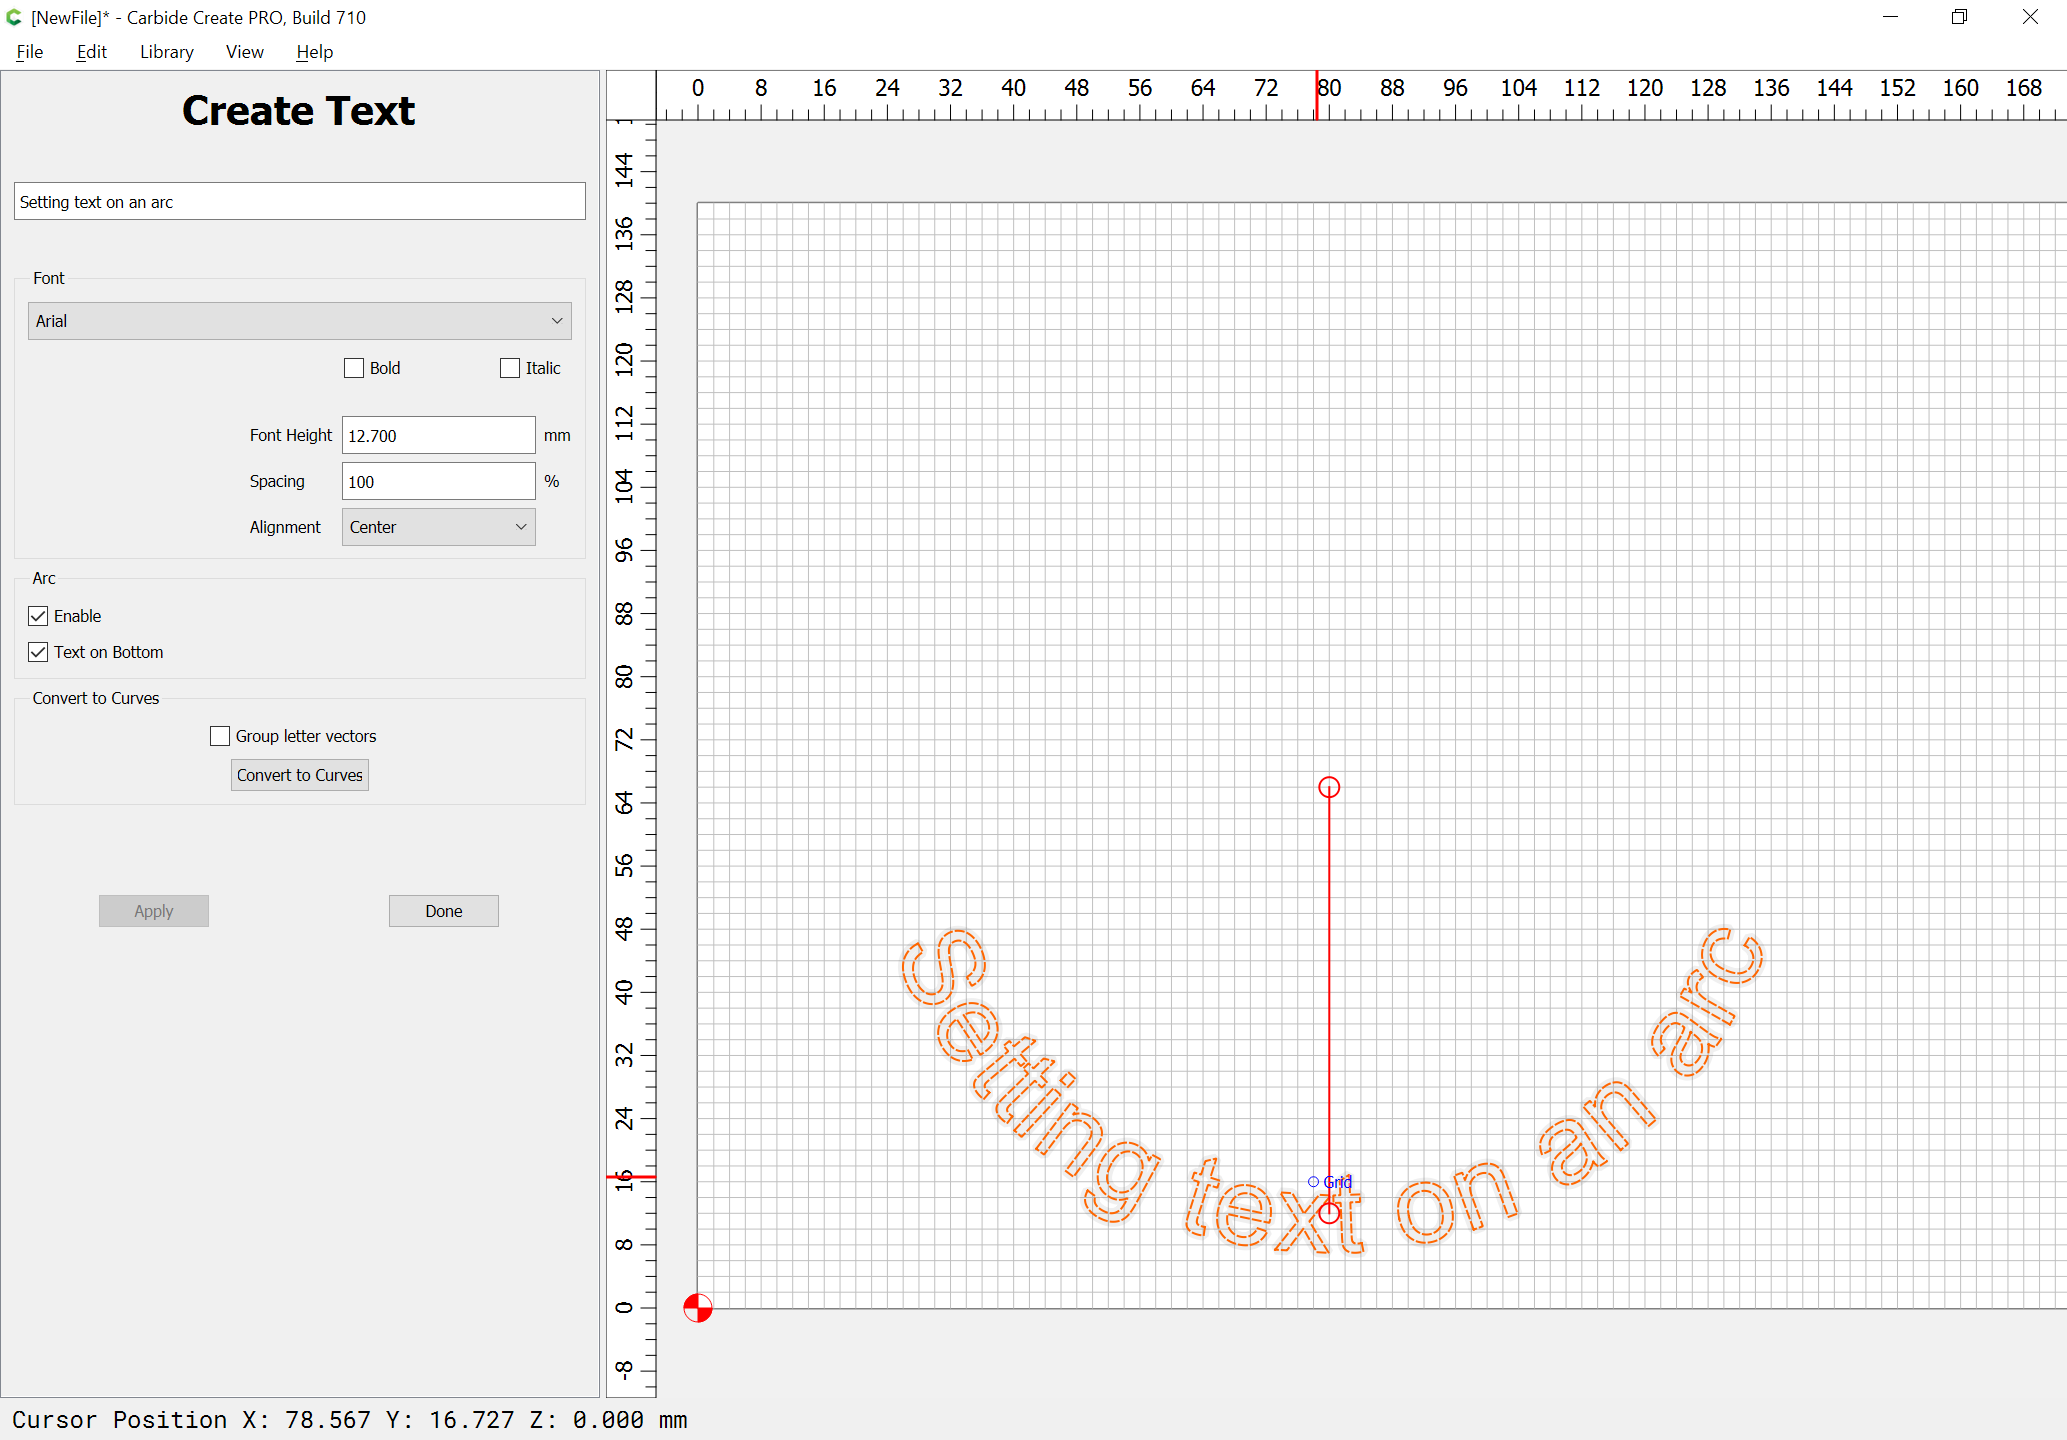 [NewFile]* - Carbide Create PRO, Build 710
File Edit Library View Help
Create Text
Setting text on an arc
Font
Arial
Bold Italic
Font Height 12.700 mm
Spacing 100 %
Alignment Center
Arc
Enable
Text on Bottom
Convert to Curves
Group letter vectors
Convert to Curves
Apply Done
0 8 16 24 32 40 48 56 64 72 80 88 96 104 112 120 128 136 144 152 160 168
144
136
128
120
112
104
96
88
80
72
64
56
48
40
32
24
16
8
0
-8
Grid
Setting text on an arc
Cursor Position X: 78.567 Y: 16.727 Z: 0.000 mm